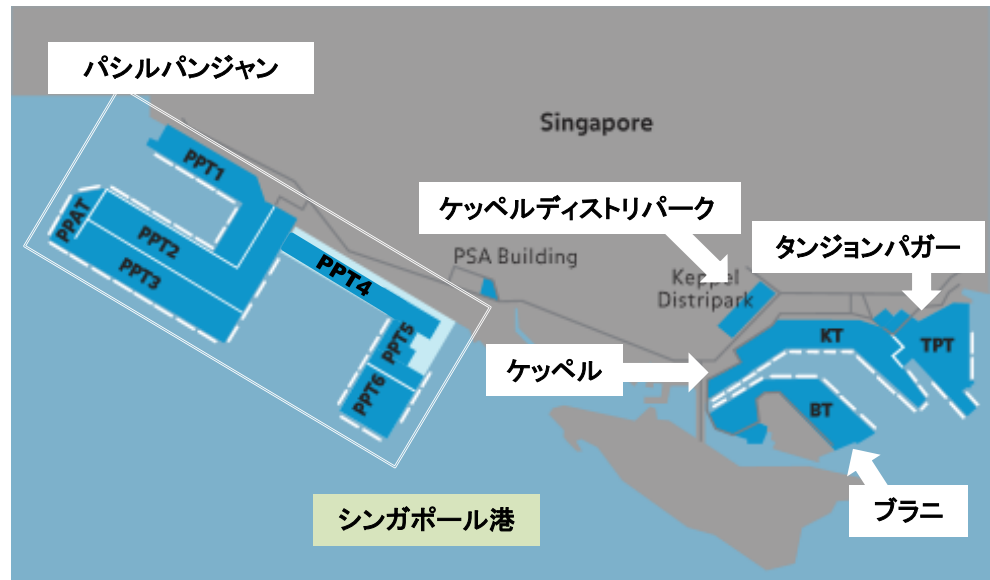 パシルパンジャン
Singapore
PPT1
ケッペルディストリパーク
PPAT
PPT2
タンジョンパガー
PSA Building
PPT3
PPT4
Keppel
Distripark
PPT5
KT
TPT
ケッペル
PPT6
BT
シンガポール港
ブラニ